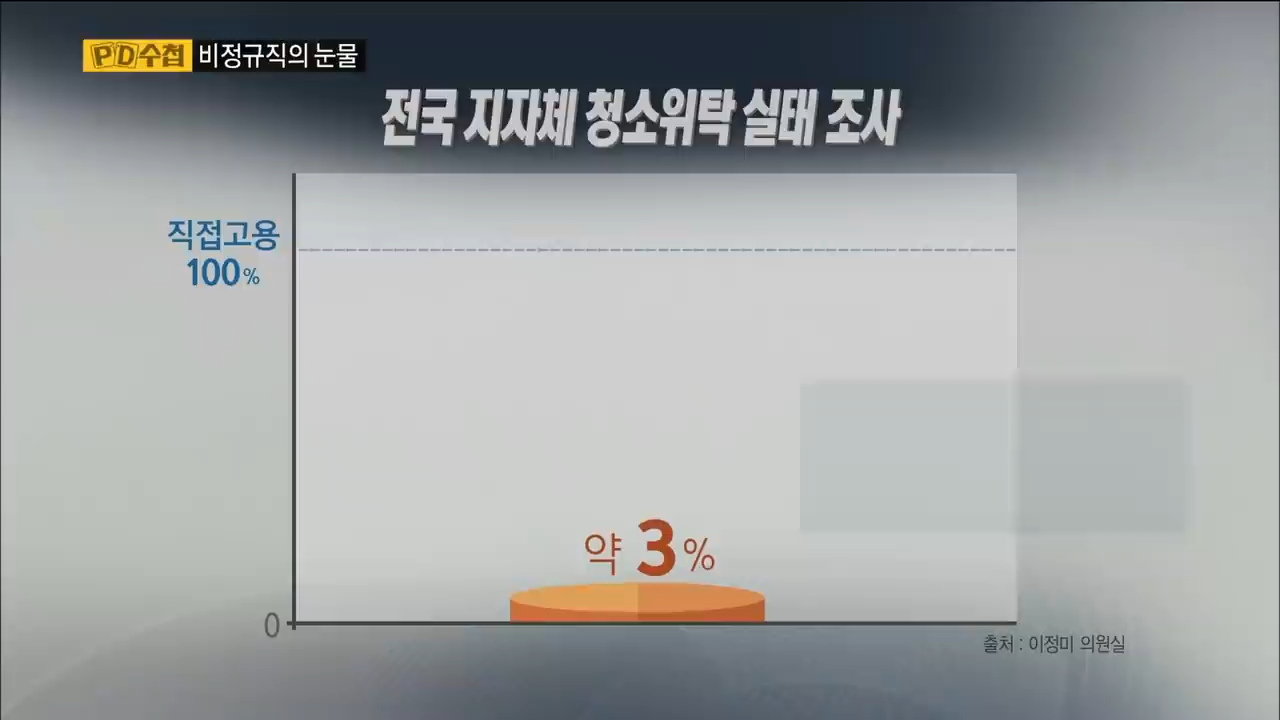 PD수첩 비정규직의 눈물
전국 지자체 청소위탁 실태 조사
직접고용
100%
약 3%
0
출처 : 이정미 의원실